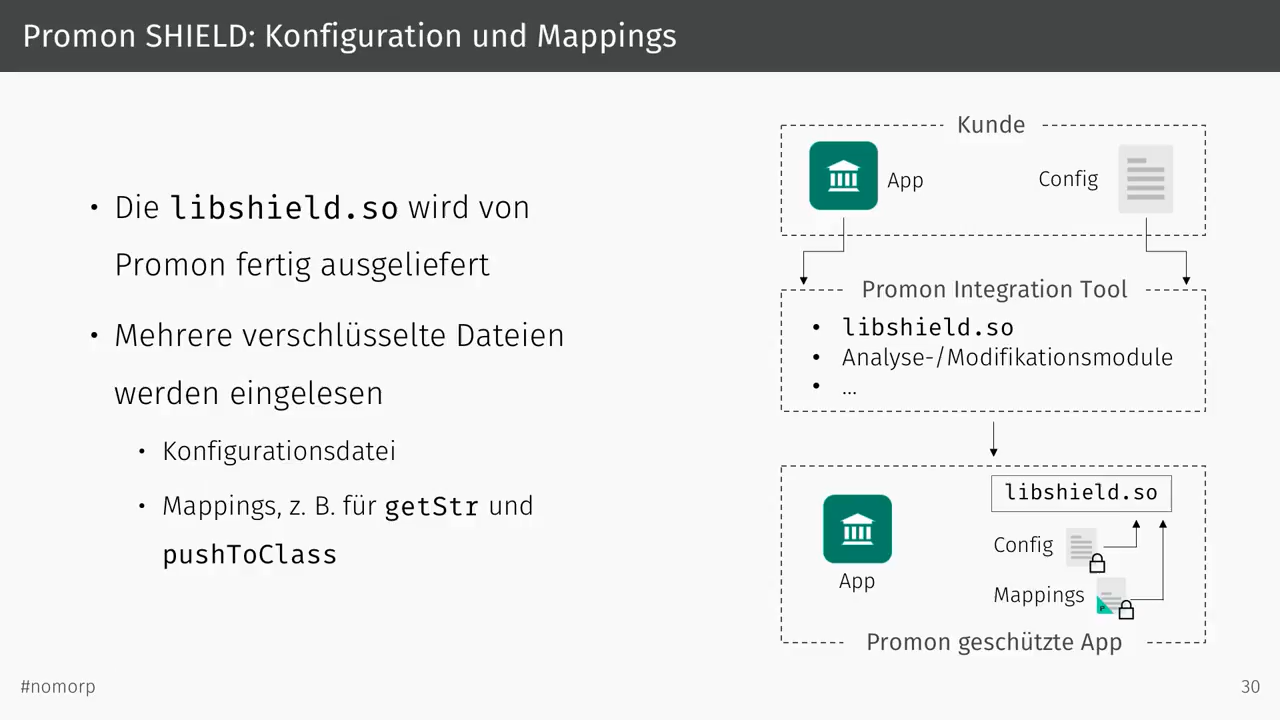 Promon SHIELD: Konfiguration und Mappings
• Die libshield.so wird von
Promon fertig ausgeliefert
• Mehrere verschlüsselte Dateien
werden eingelesen
• Konfigurationsdatei
• Mappings, z. B. für getStr und
pushToClass
Kunde
App
Config
Promon Integration Tool
• libshield.so
• Analyse-/Modifikationsmodule
• ...
libshield.so
Config
Mappings
P
App
Promon geschützte App
#nomorp
30